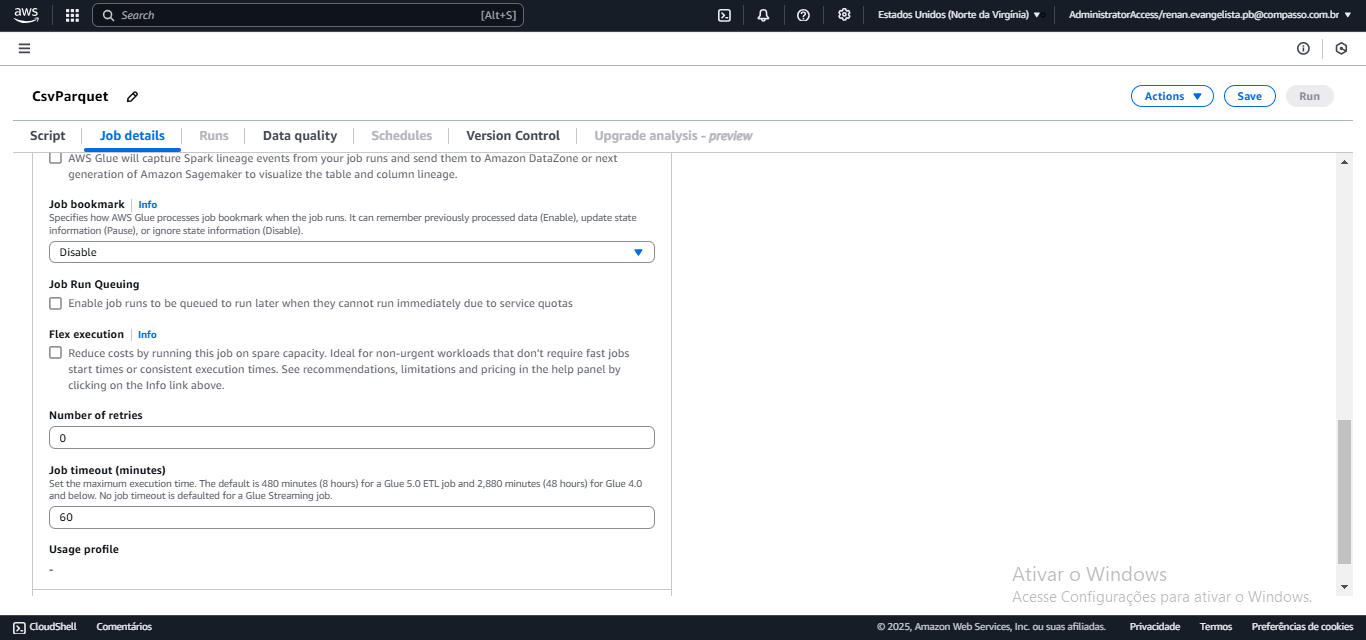 aws
Search [Alt+S] Estados Unidos (Norte da Virgínia) AdministratorAccess/renan.evangelista.pb@compasso.com.br
CsvParquet Actions Save Run
Script Job details Runs Data quality Schedules Version Control Upgrade analysis - preview
AWS Glue will capture Spark lineage events from your job runs and send them to Amazon DataZone or next
generation of Amazon Sagemaker to visualize the table and column lineage.
Job bookmark Info
Specifies how AWS Glue processes job bookmark when the job runs. It can remember previously processed data (Enable), update state
information (Pause), or ignore state information (Disable).
Disable
Job Run Queuing
Enable job runs to be queued to run later when they cannot run immediately due to service quotas
Flex execution Info
Reduce costs by running this job on spare capacity. Ideal for non-urgent workloads that don't require fast jobs
start times or consistent execution times. See recommendations, limitations and pricing in the help panel by
clicking on the Info link above.
Number of retries
0
Job timeout (minutes)
Set the maximum execution time. The default is 480 minutes (8 hours) for a Glue 5.0 ETL job and 2,880 minutes (48 hours) for Glue 4.0
and below. No job timeout is defaulted for a Glue Streaming job.
60
Usage profile
-
Ativar o Windows
Acesse Configurações para ativar o Windows.
CloudShell Comentários © 2025, Amazon Web Services, Inc. ou suas afiliadas. Privacidade Termos Preferências de cookies